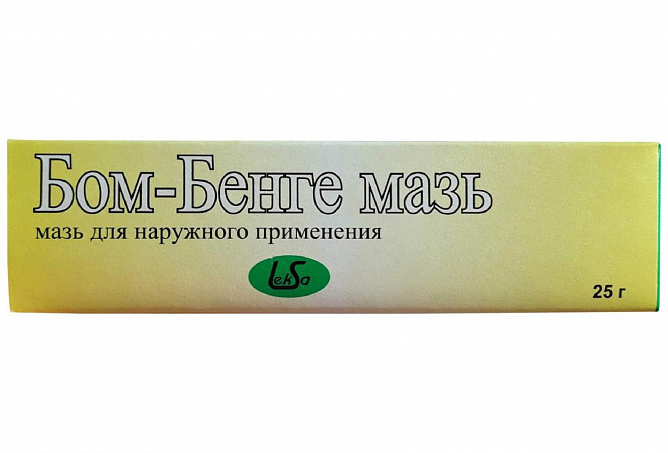 Бом-Бенге мазь
мазь для наружного применения
LekSa
25 г